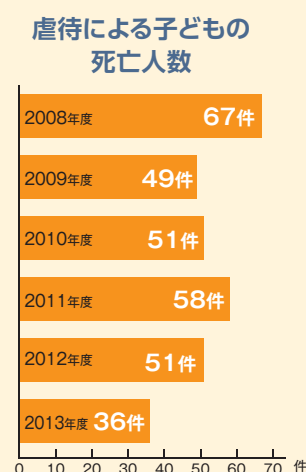 虐待による子どもの
死亡人数
2008年度 67件
2009年度 49件
2010年度 51件
2011年度 58件
2012年度 51件
2013年度 36件
0 10 20 30 40 50 60 70 件